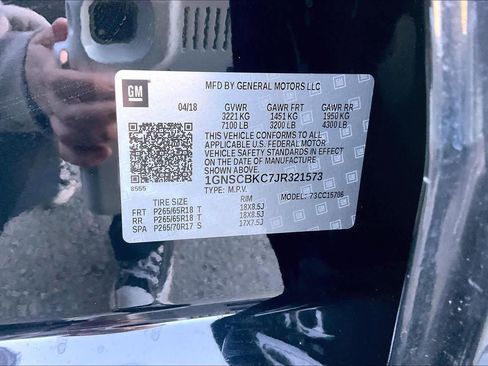 GM
MFD BY GENERAL MOTORS LLC
04/18 GVWR GAWR FRT GAWR RR
3221 KG 1451 KG 1950 KG
7100 LB 3200 LB 4300 LB
THIS VEHICLE CONFORMS TO ALL
APPLICABLE U.S. FEDERAL MOTOR
VEHICLE SAFETY STANDARDS IN EFFECT
ON THE DATE OF MANUFACTURE
SHOWN ABOVE.
8555 1GNSCBKC7JR321573
TYPE: M.P.V. MODEL: 73CC15706
TIRE SIZE RIM
FRT P265/65R18 T 18X8.5J
RR P265/65R18 T 18X8.5J
SPA P265/70R17 S 17X7.5J